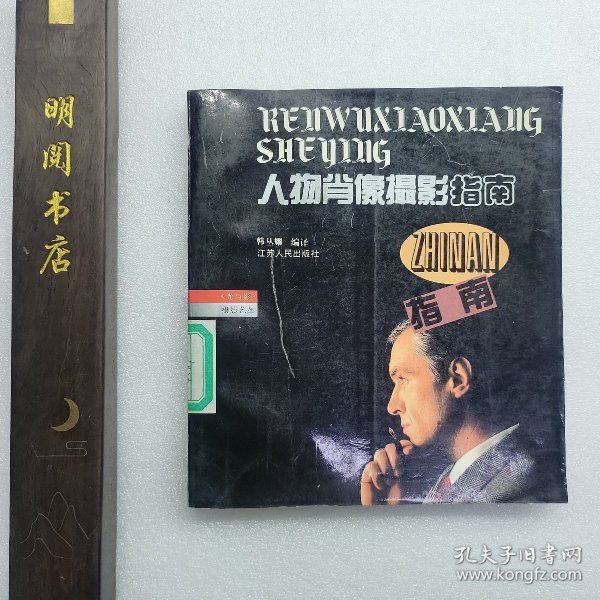 明阅书店
RENWUXIAOXIANG
SHEYING
人物肖像摄影指南
韩丛耀 编译
江苏人民出版社
ZHINAN
指南
孔夫子旧书网
www.kongfz.com